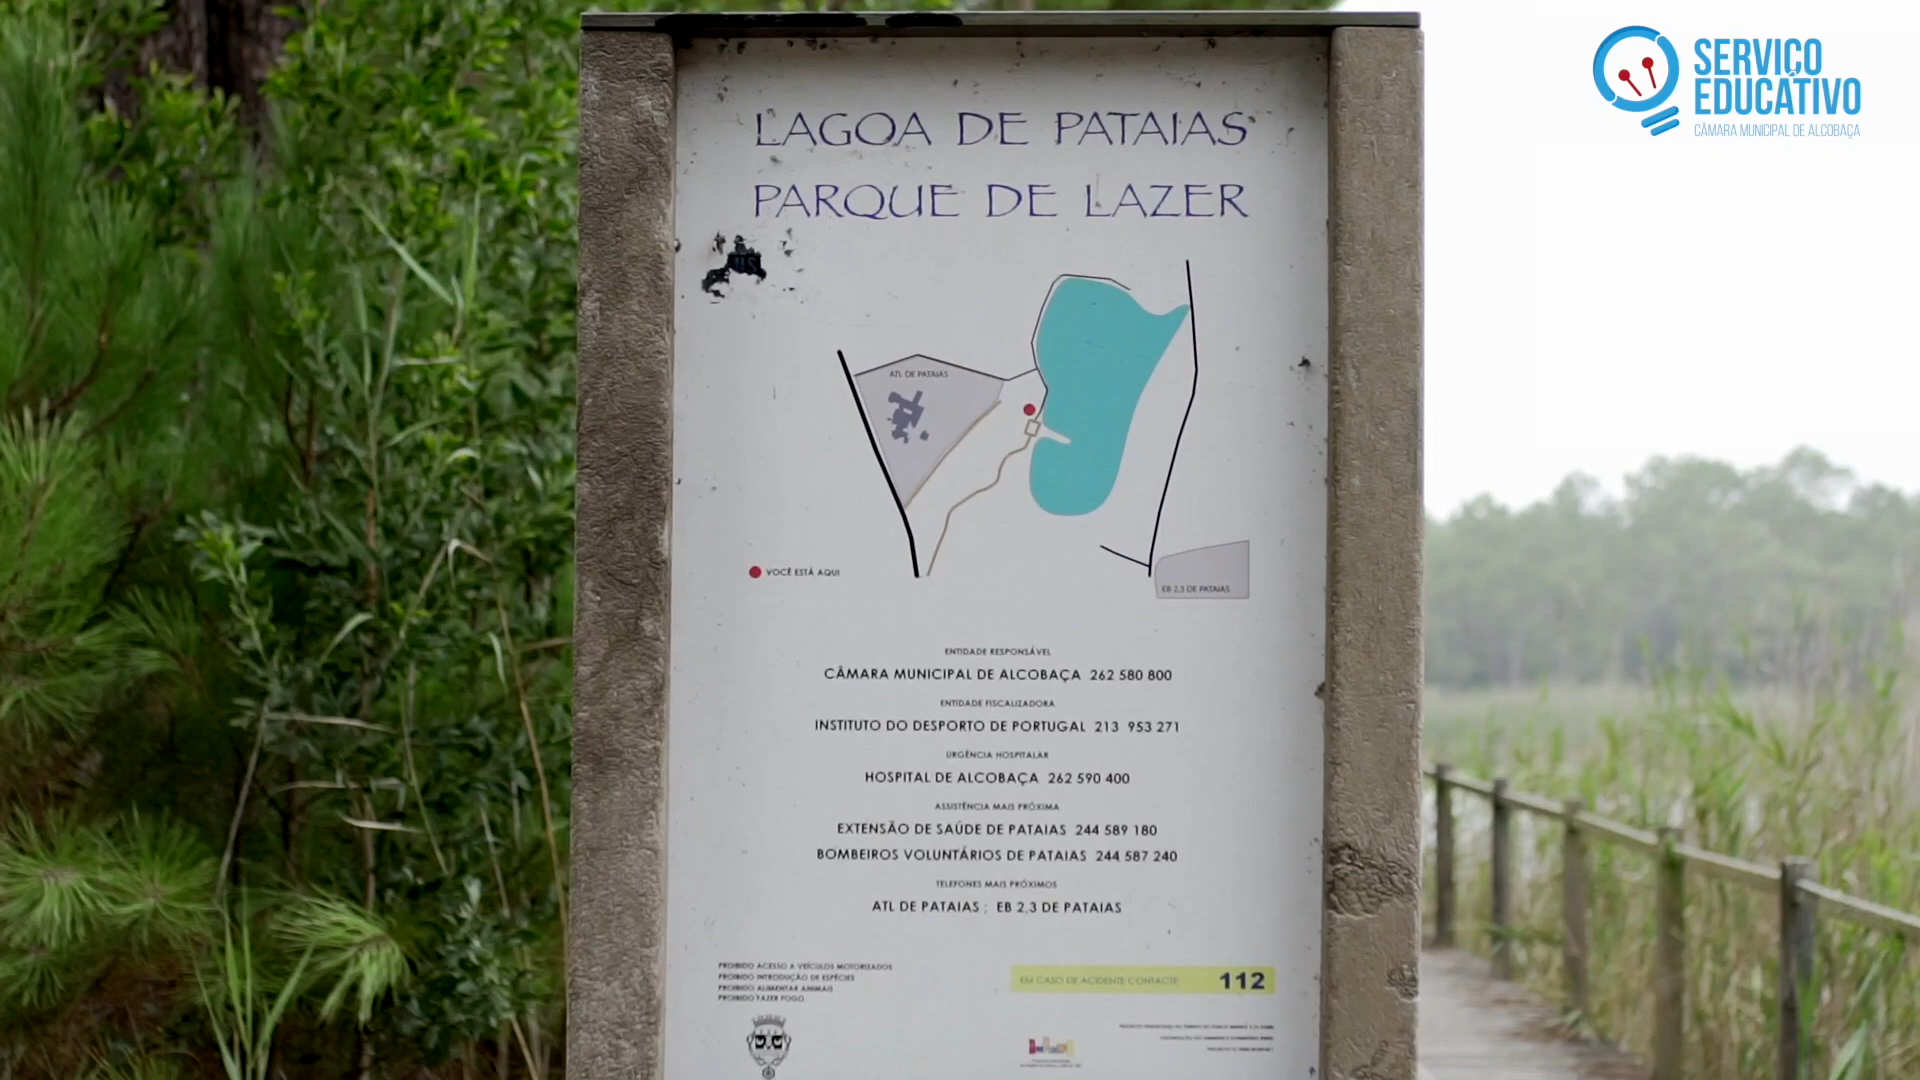 SERVIÇO
EDUCATIVO
CÂMARA MUNICIPAL DE ALCOBAÇA
LAGOA DE PATAIAS
PARQUE DE LAZER
ATL DE PATAIAS
VOCÊ ESTÁ AQUI
EB 2,3 DE PATAIAS
ENTIDADE RESPONSÁVEL
CÂMARA MUNICIPAL DE ALCOBAÇA 262 580 800
ENTIDADE FISCALIZADORA
INSTITUTO DO DESPORTO DE PORTUGAL 213 953 271
URGÊNCIA HOSPITALAR
HOSPITAL DE ALCOBAÇA 262 590 400
ASSISTÊNCIA MAIS PRÓXIMA
EXTENSÃO DE SAÚDE DE PATAIAS 244 589 180
BOMBEIROS VOLUNTÁRIOS DE PATAIAS 244 587 240
TELEFONES MAIS PRÓXIMOS
ATL DE PATAIAS ; EB 2,3 DE PATAIAS
PROIBIDO ACESSO A VEÍCULOS MOTORIZADOS
PROIBIDO INTRODUÇÃO DE ESPÉCIES
PROIBIDO ALIMENTAR ANIMAIS
PROIBIDO FAZER FOGO
EM CASO DE ACIDENTE CONTACTE 112